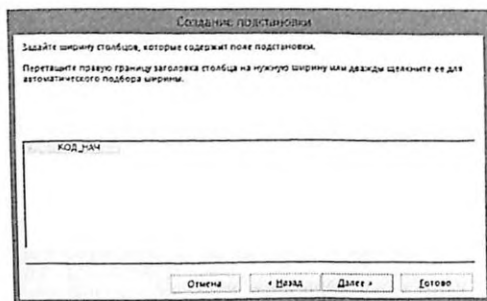 Создание подстановки
Задайте ширину столбцов, которые содержит поле подстановки.
Перетащите правую границу заголовка столбца на нужную ширину или дважды щелкните ее для
автоматического подбора ширины.
КОД_НАЧ
Отмена < Назад Далее > Готово